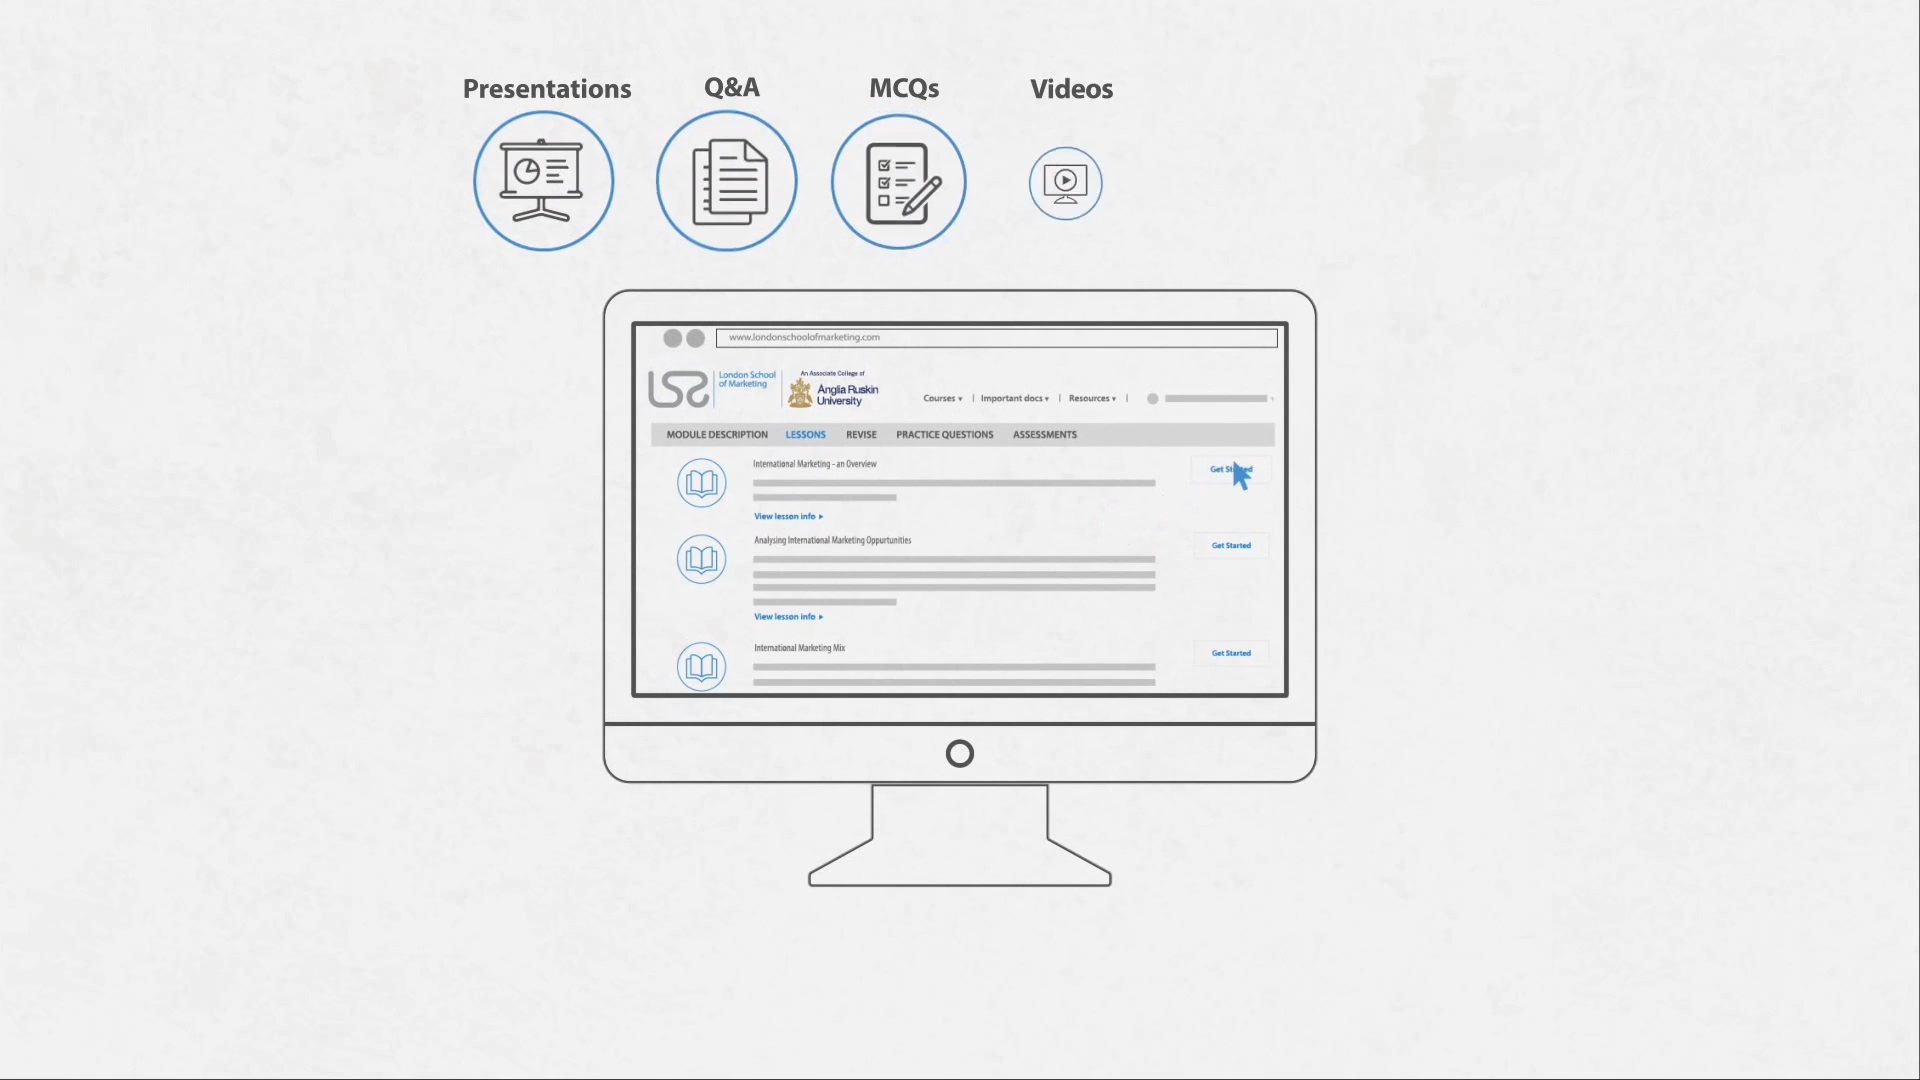 Presentations
Q&A
MCQs
Videos
www.londonschoolofmarketing.com
London School
of Marketing
An Associate College of
Anglia Ruskin
University
Courses
Important docs
Resources
MODULE DESCRIPTION LESSONS REVISE PRACTICE QUESTIONS ASSESSMENTS
International Marketing - an Overview
Get Started
View lesson info
Analysing International Marketing Oppurtunities
Get Started
View lesson info
International Marketing Mix
Get Started